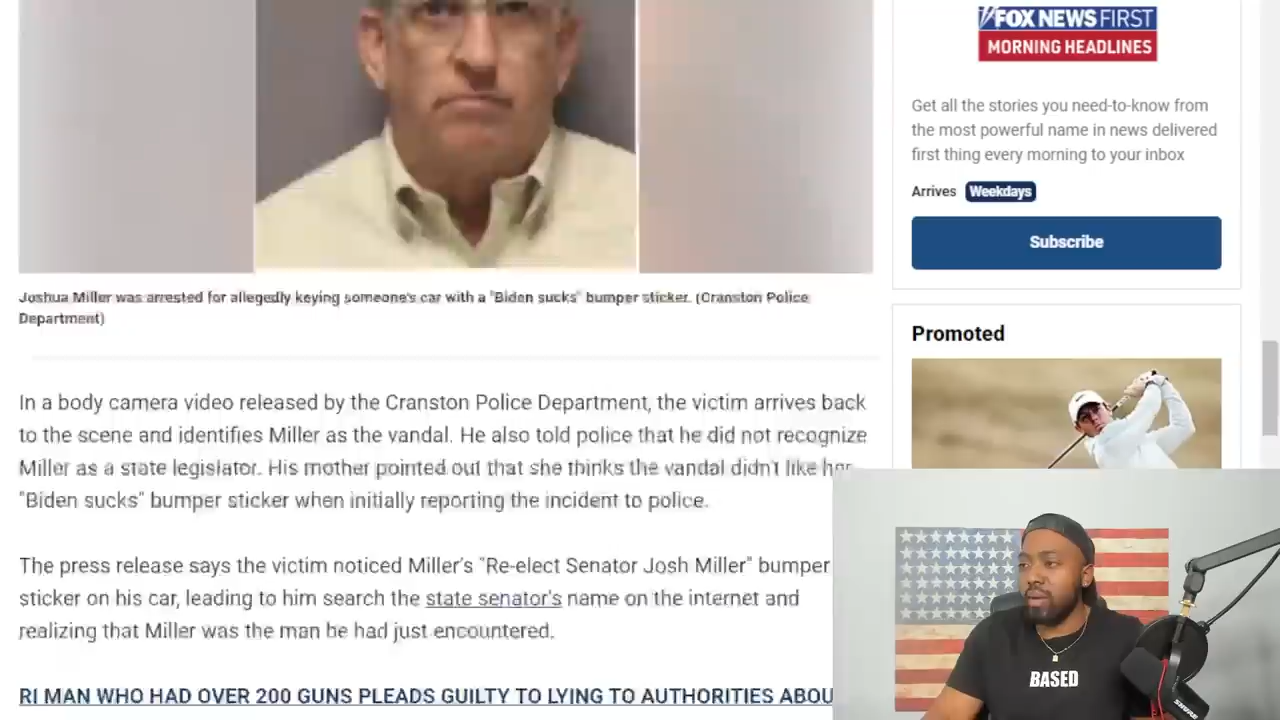 FOX NEWS FIRST
MORNING HEADLINES
Get all the stories you need-to-know from
the most powerful name in news delivered
first thing every morning to your inbox
Arrives Weekdays
Subscribe
Joshua Miller was arrested for allegedly keying someone's car with a "Biden sucks" bumper sticker. (Cranston Police
Department)
Promoted
In a body camera video released by the Cranston Police Department, the victim arrives back
to the scene and identifies Miller as the vandal. He also told police that he did not recognize
Miller as a state legislator. His mother pointed out that she thinks the vandal didn't like her
"Biden sucks" bumper sticker when initially reporting the incident to police.
The press release says the victim noticed Miller's "Re-elect Senator Josh Miller" bumper
sticker on his car, leading to him search the state senator's name on the internet and
realizing that Miller was the man he had just encountered.
RI MAN WHO HAD OVER 200 GUNS PLEADS GUILTY TO LYING TO AUTHORITIES ABOU
BASED
SHURE